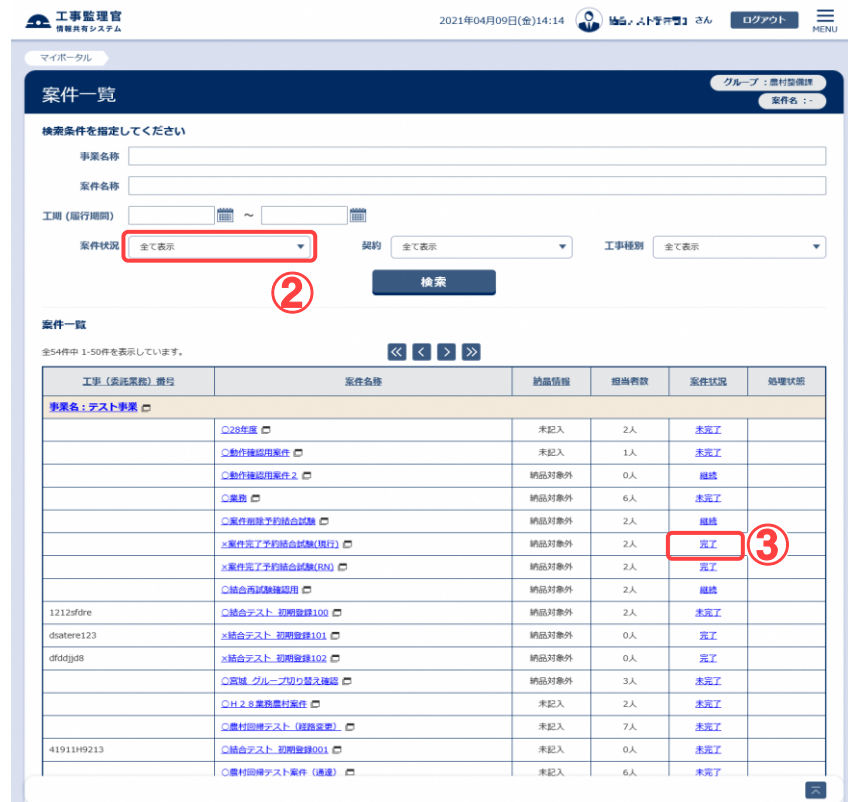 工事監理官
情報共有システム
2021年04月09日(金)14:14
さん
ログアウト
MENU
マイポータル
案件一覧
グループ : 農村整備課
案件名 : -
検索条件を指定してください
事業名称
案件名称
工期 (履行期間) ～
案件状況 全て表示 契約 全て表示 工事種別 全て表示
②
検索
案件一覧
全54件中 1-50件を表示しています。
工事（委託業務）番号 案件名称 納品情報 担当者数 案件状況 処理状態
事業名：テスト事業
○28年度 未記入 2人 未完了
○動作確認用案件 未記入 1人 未完了
○動作確認用案件２ 納品対象外 0人 継続
○業務 納品対象外 6人 未完了
○案件削除予約結合試験 納品対象外 2人 継続
×案件完了予約結合試験(現行) 納品対象外 2人 完了 ③
×案件完了予約結合試験(RN) 納品対象外 2人 完了
○結合再試験確認用 納品対象外 2人 継続
1212sfdre ○結合テスト 初期登録100 納品対象外 2人 未完了
dsatere123 ×結合テスト 初期登録101 納品対象外 0人 完了
dfddjjd8 ×結合テスト 初期登録102 納品対象外 0人 完了
○宮城 グループ切り替え確認 納品対象外 3人 未完了
○Ｈ２８業務農村案件 未記入 2人 未完了
○農村回帰テスト（経路変更） 未記入 7人 未完了
41911H9213 ○結合テスト 初期登録001 未記入 0人 未完了
○農村回帰テスト案件（通達） 未記入 6人 未完了